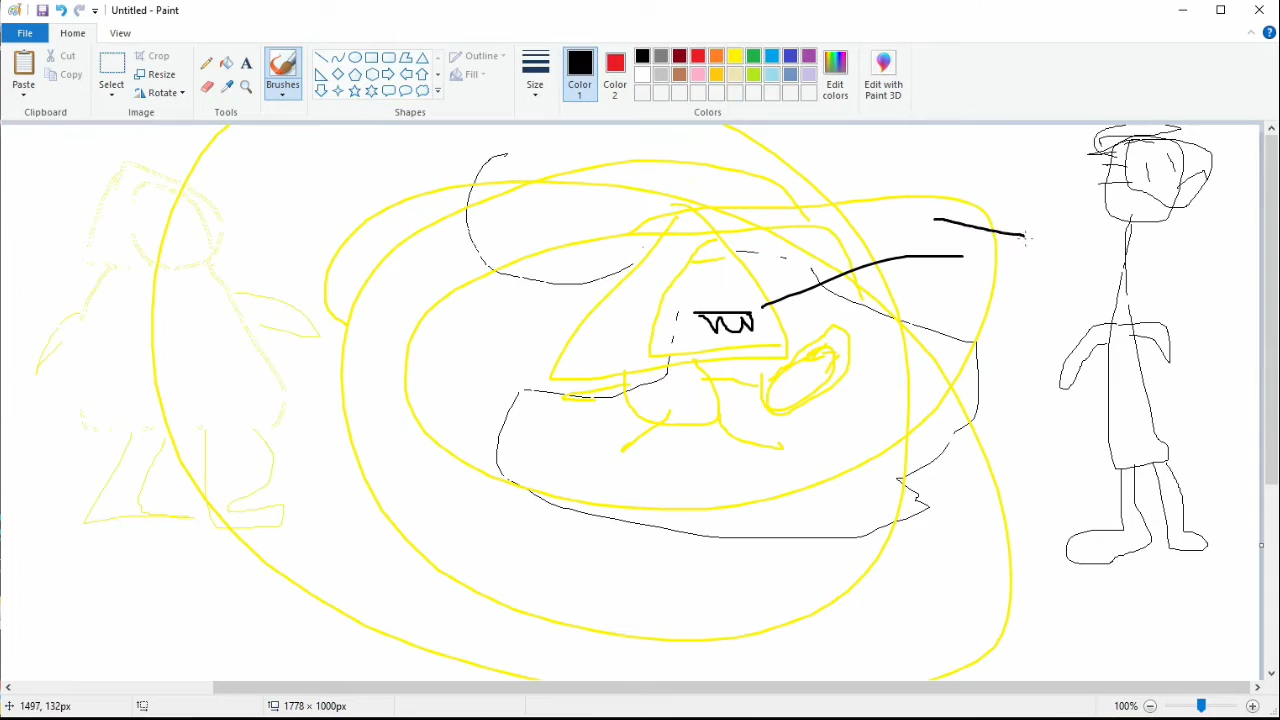 Untitled - Paint
File Home View
Paste
Cut
Copy
Clipboard
Select
Crop
Resize
Rotate
Image
A
Tools
Brushes
Outline
Fill
Shapes
Size
Color 1
Color 2
Edit colors
Colors
Edit with Paint 3D
1497, 132px
1778 × 1000px
100%